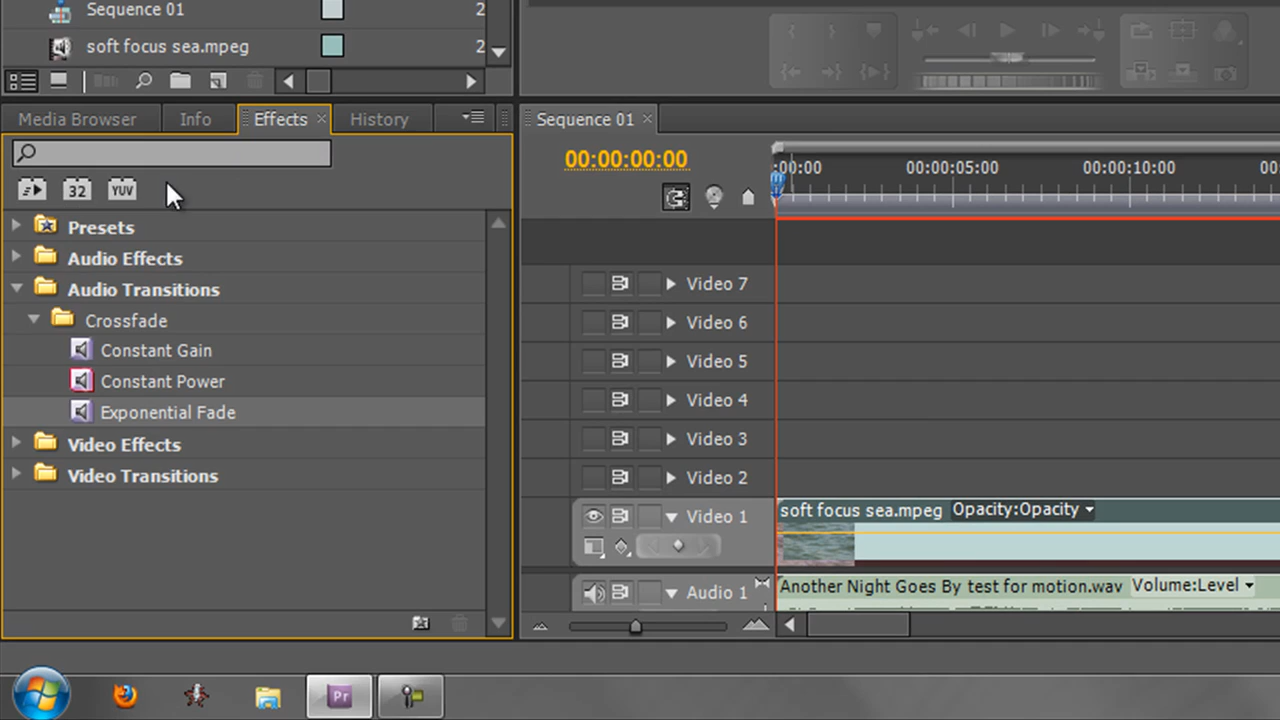 Sequence 01 2
soft focus sea.mpeg 2
Media Browser Info Effects × History
32 YUV
Presets
Audio Effects
Audio Transitions
Crossfade
Constant Gain
Constant Power
Exponential Fade
Video Effects
Video Transitions
Sequence 01 ×
00:00:00:00
:00:00 00:00:05:00 00:00:10:00 00
Video 7
Video 6
Video 5
Video 4
Video 3
Video 2
Video 1 soft focus sea.mpeg Opacity:Opacity
Audio 1 Another Night Goes By test for motion.wav Volume:Level
Pr